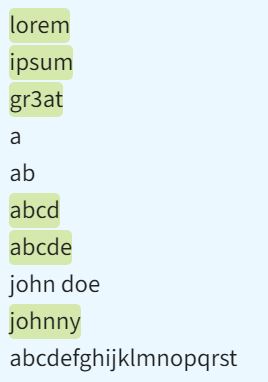 lorem
ipsum
gr3at
a
ab
abcd
abcde
john doe
johnny
abcdefghijklmnopqrst